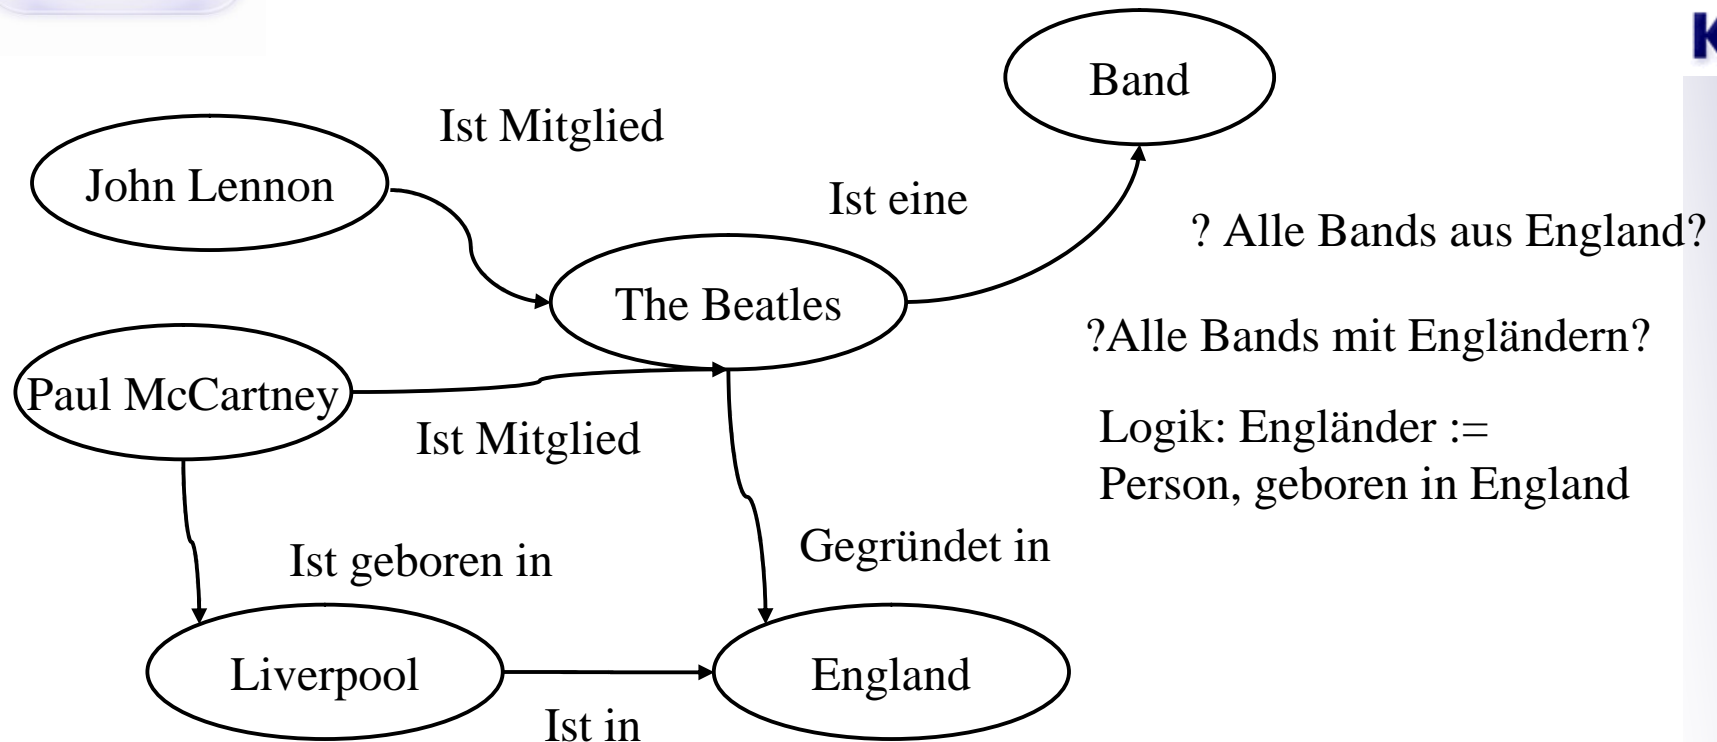 Band
Ist Mitglied
John Lennon
Ist eine
? Alle Bands aus England?
The Beatles
?Alle Bands mit Engländern?
Paul McCartney
Ist Mitglied
Logik: Engländer :=
Person, geboren in England
Ist geboren in
Gegründet in
Liverpool
England
Ist in